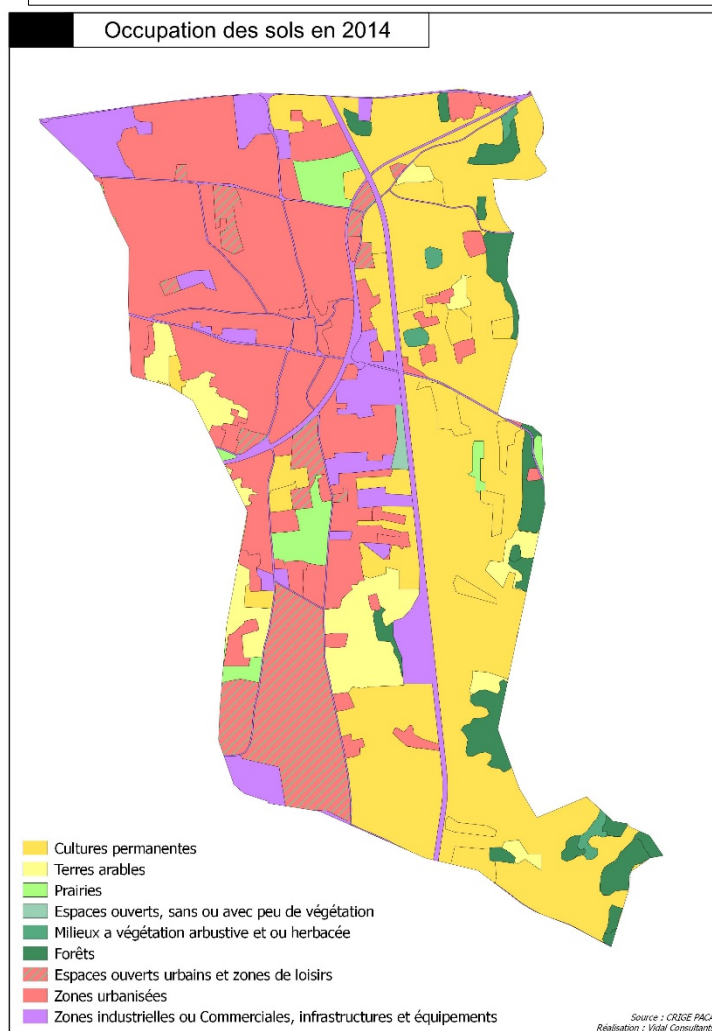 Occupation des sols en 2014
Cultures permanentes
Terres arables
Prairies
Espaces ouverts, sans ou avec peu de végétation
Milieux a végétation arbustive et ou herbacée
Forêts
Espaces ouverts urbains et zones de loisirs
Zones urbanisées
Zones industrielles ou Commerciales, infrastructures et équipements
Source : CRIGE PACA
Réalisation : Vidal Consultants